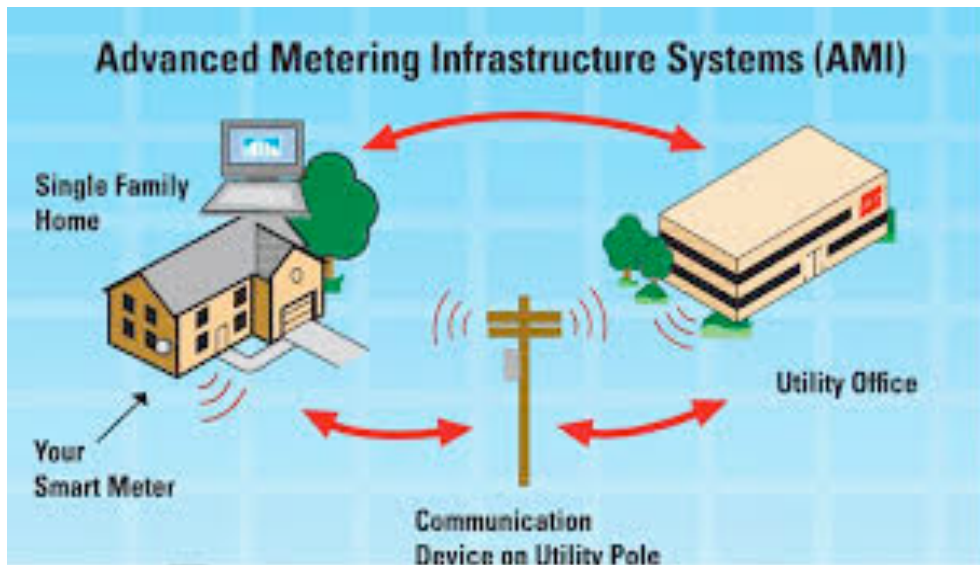 Advanced Metering Infrastructure Systems (AMI)
Single Family
Home
Utility Office
Your
Smart Meter
Communication
Device on Utility Pole